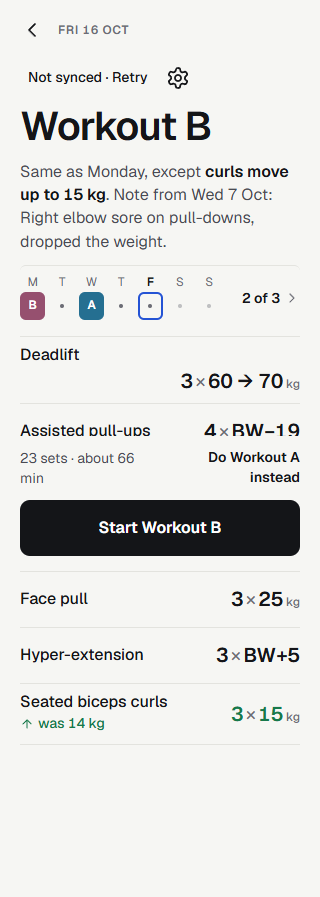 FRI 16 OCT
Not synced · Retry
Workout B
Same as Monday, except curls move
up to 15 kg. Note from Wed 7 Oct:
Right elbow sore on pull-downs,
dropped the weight.
M T W T F S S
B • A • • • • 2 of 3
Deadlift
3×60 → 70 kg
Assisted pull-ups 4×BW−19
23 sets · about 66
min
Do Workout A
instead
Start Workout B
Face pull 3×25 kg
Hyper-extension 3×BW+5
Seated biceps curls
↑ was 14 kg
3×15 kg